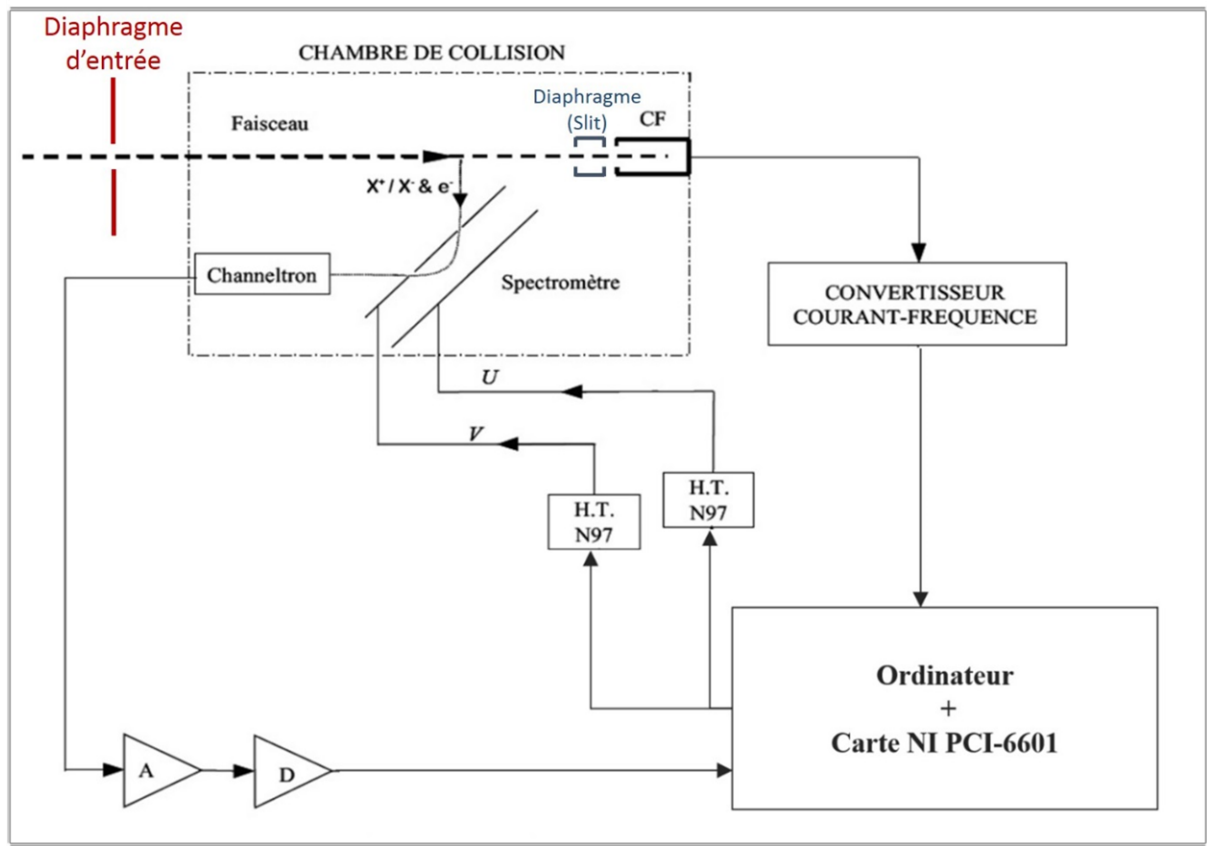 Diaphragme
d'entrée
CHAMBRE DE COLLISION
Diaphragme
(Slit)
CF
Faisceau
X⁺ / X⁻ & e⁻
Channeltron
Spectromètre
CONVERTISSEUR
COURANT-FREQUENCE
U
V
H.T.
N97
H.T.
N97
Ordinateur
+
Carte NI PCI-6601
A
D